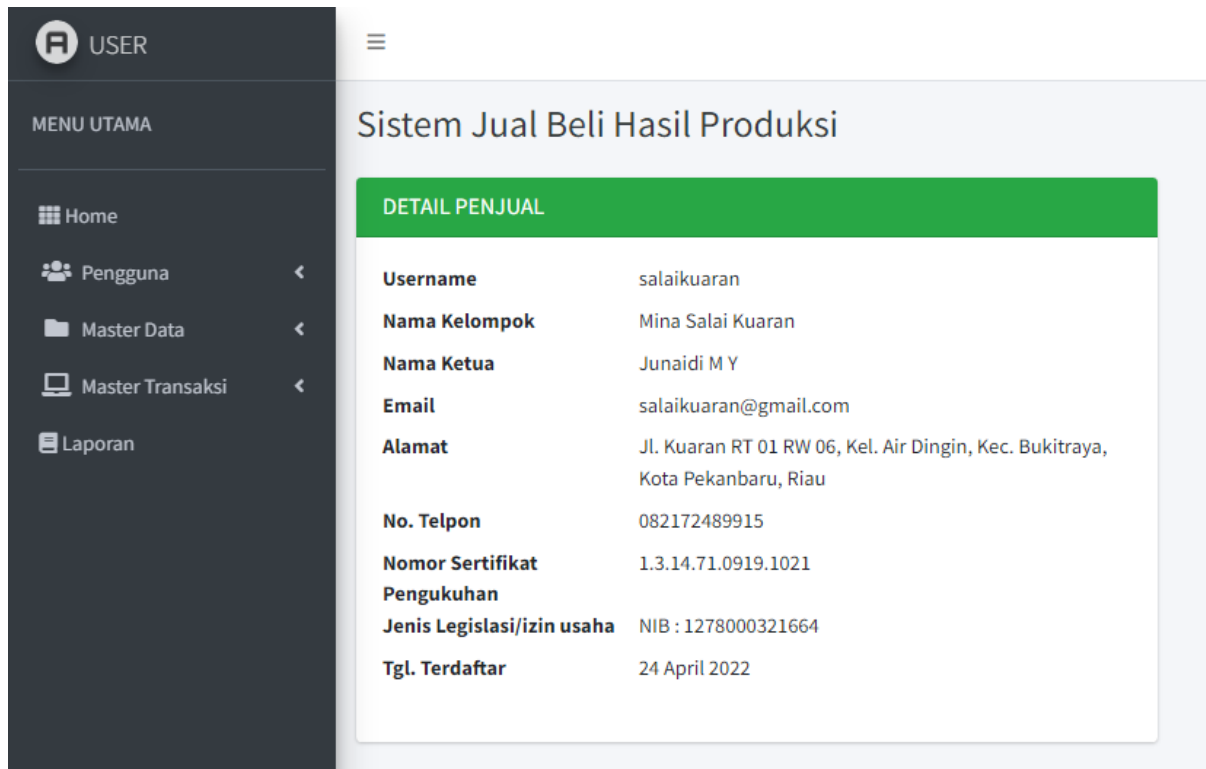 A USER
MENU UTAMA
Home
Pengguna
Master Data
Master Transaksi
Laporan
Sistem Jual Beli Hasil Produksi
DETAIL PENJUAL
Username salaikuaran
Nama Kelompok Mina Salai Kuaran
Nama Ketua Junaidi M Y
Email salaikuaran@gmail.com
Alamat Jl. Kuaran RT 01 RW 06, Kel. Air Dingin, Kec. Bukitraya,
Kota Pekanbaru, Riau
No. Telpon 082172489915
Nomor Sertifikat 1.3.14.71.0919.1021
Pengukuhan
Jenis Legislasi/izin usaha NIB : 1278000321664
Tgl. Terdaftar 24 April 2022